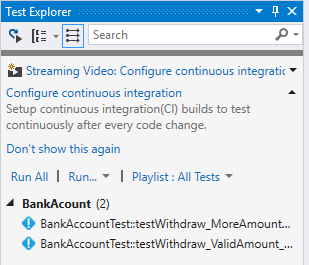 Test Explorer
Search
Streaming Video: Configure continuous integratic
Configure continuous integration
Setup continuous integration(CI) builds to test
continuously after every code change.
Don't show this again
Run All | Run... | Playlist : All Tests
BankAcount (2)
BankAccountTest::testWithdraw_MoreAmount...
BankAccountTest::testWithdraw_ValidAmount_...